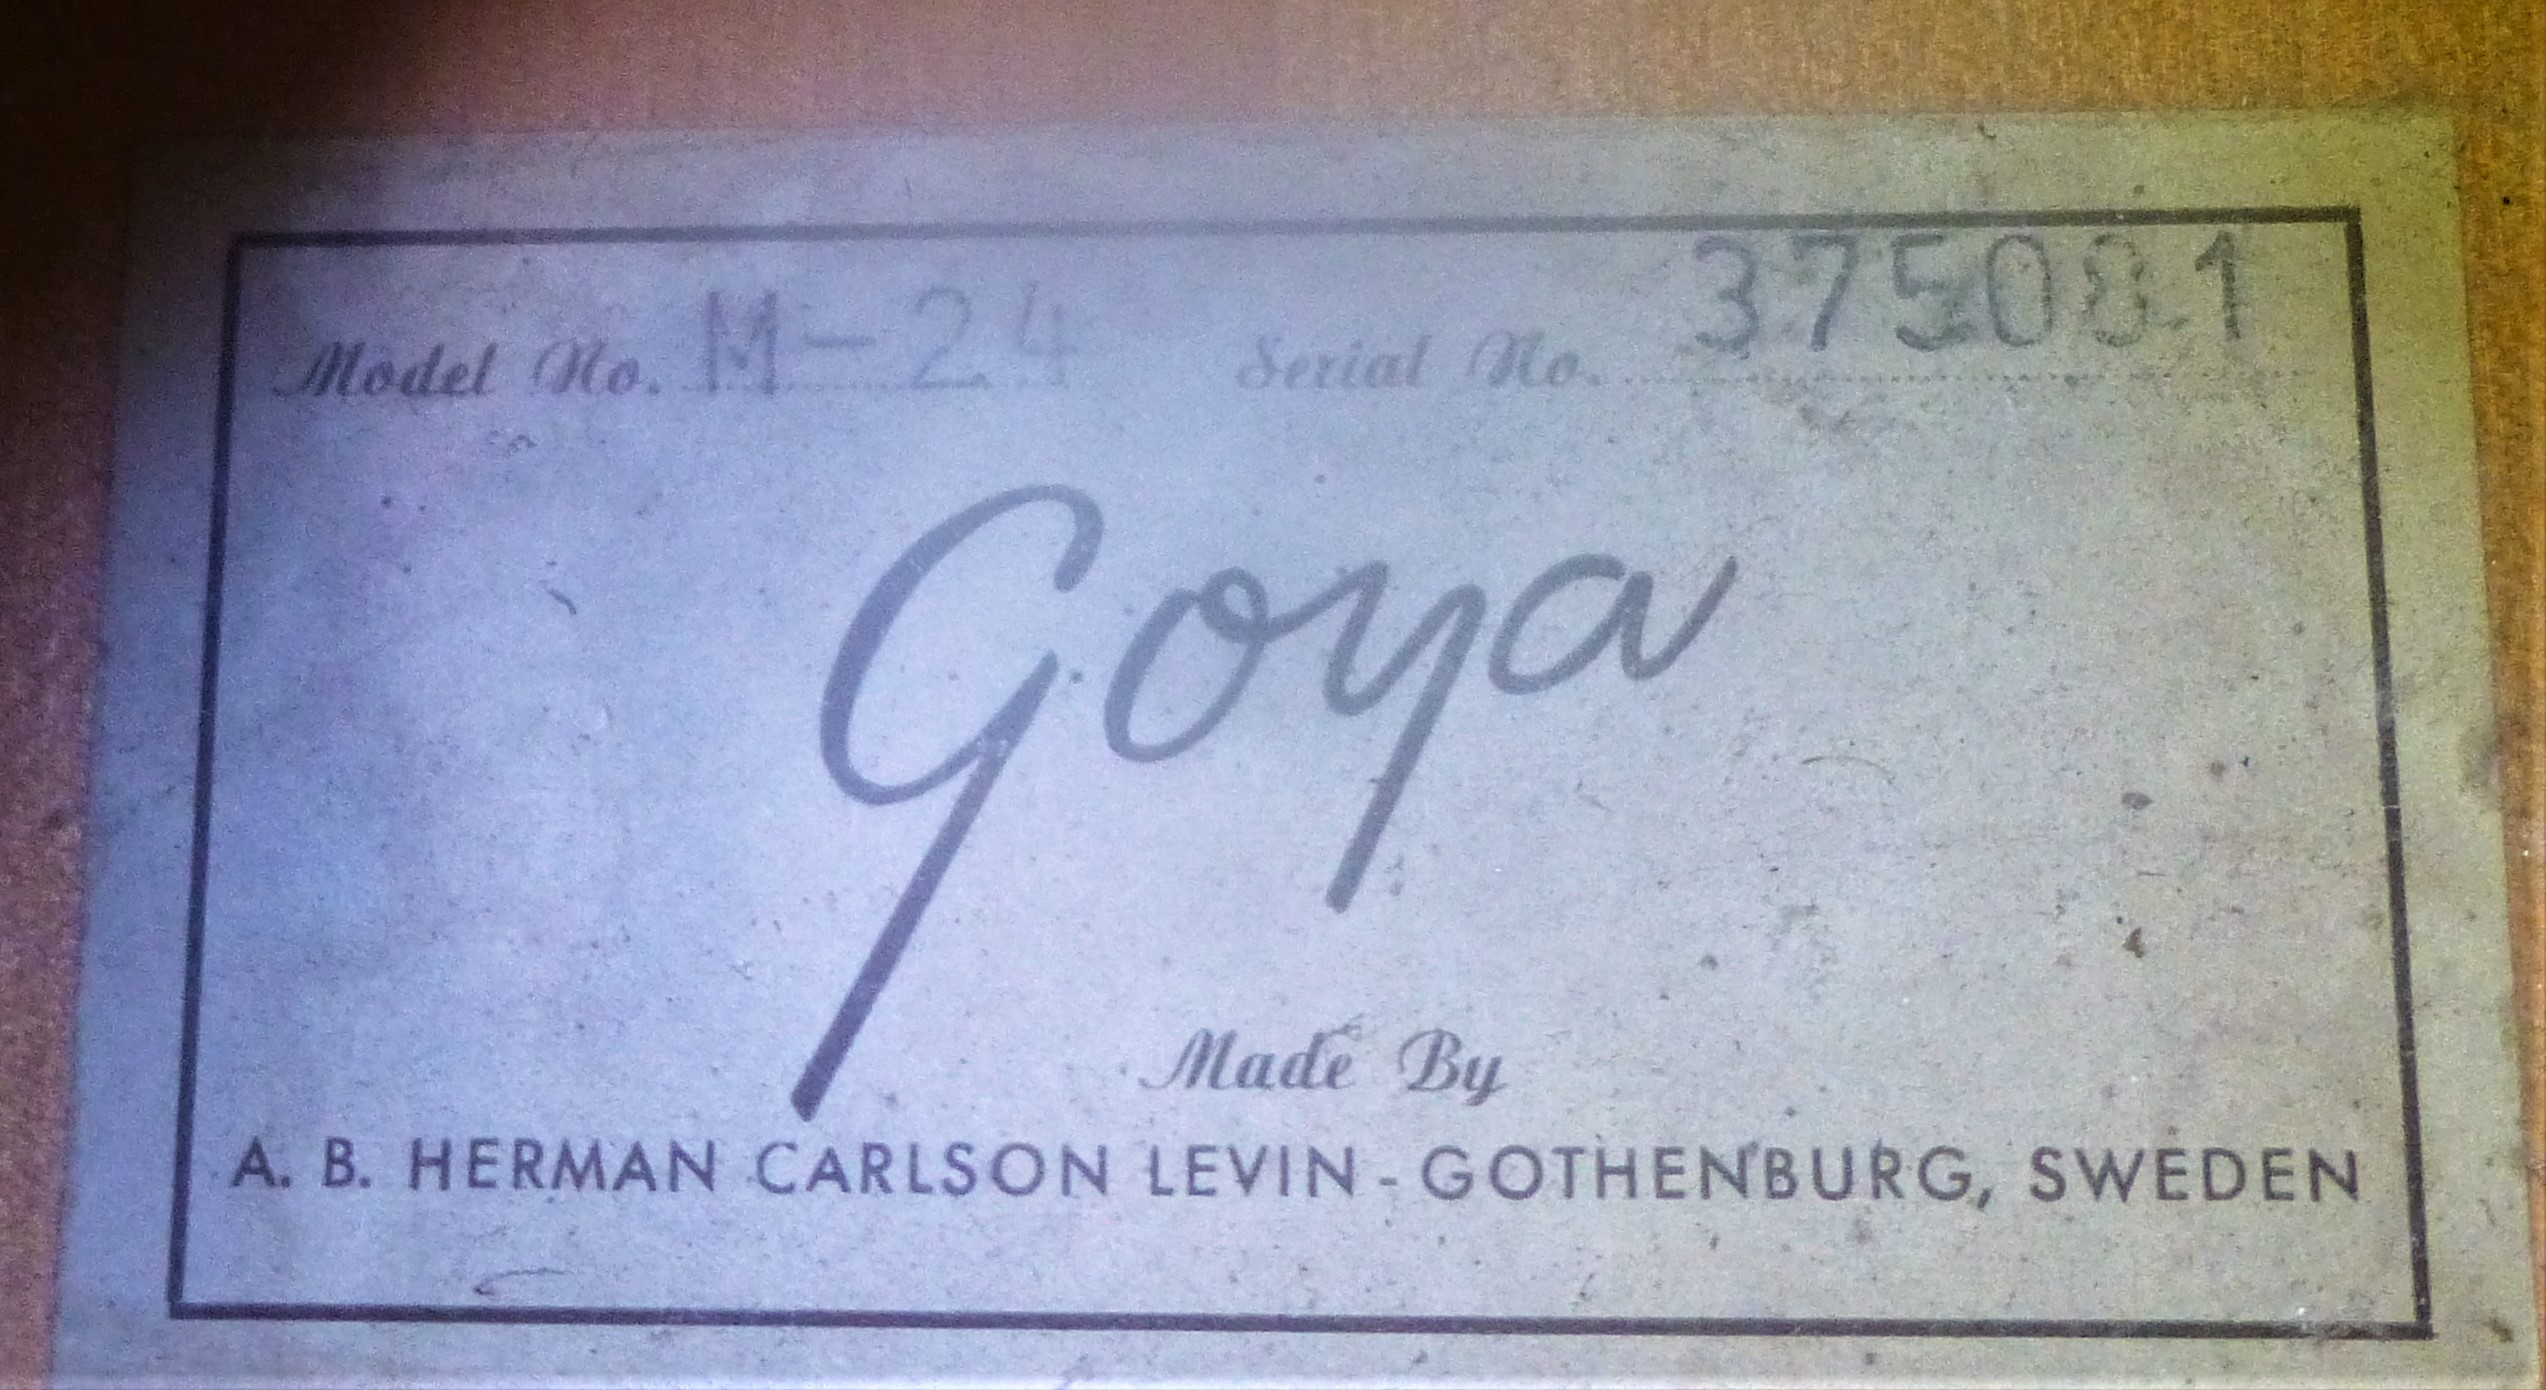 Model No. M-24 Serial No. 375081
Goya
Made By
A. B. HERMAN CARLSON LEVIN - GOTHENBURG, SWEDEN